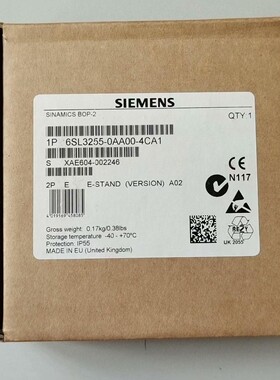 SIEMENS
SINAMICS BOP-2
QTY.1
1P 6SL3255-0AA00-4CA1
S XAE604-002246
N117
2P E E-STAND (VERSION) A02
Gross weight 0.17kg/0.38lbs
Storage temperature -40 - +70°C
Protection: IP55
MADE IN EU (United Kingdom)